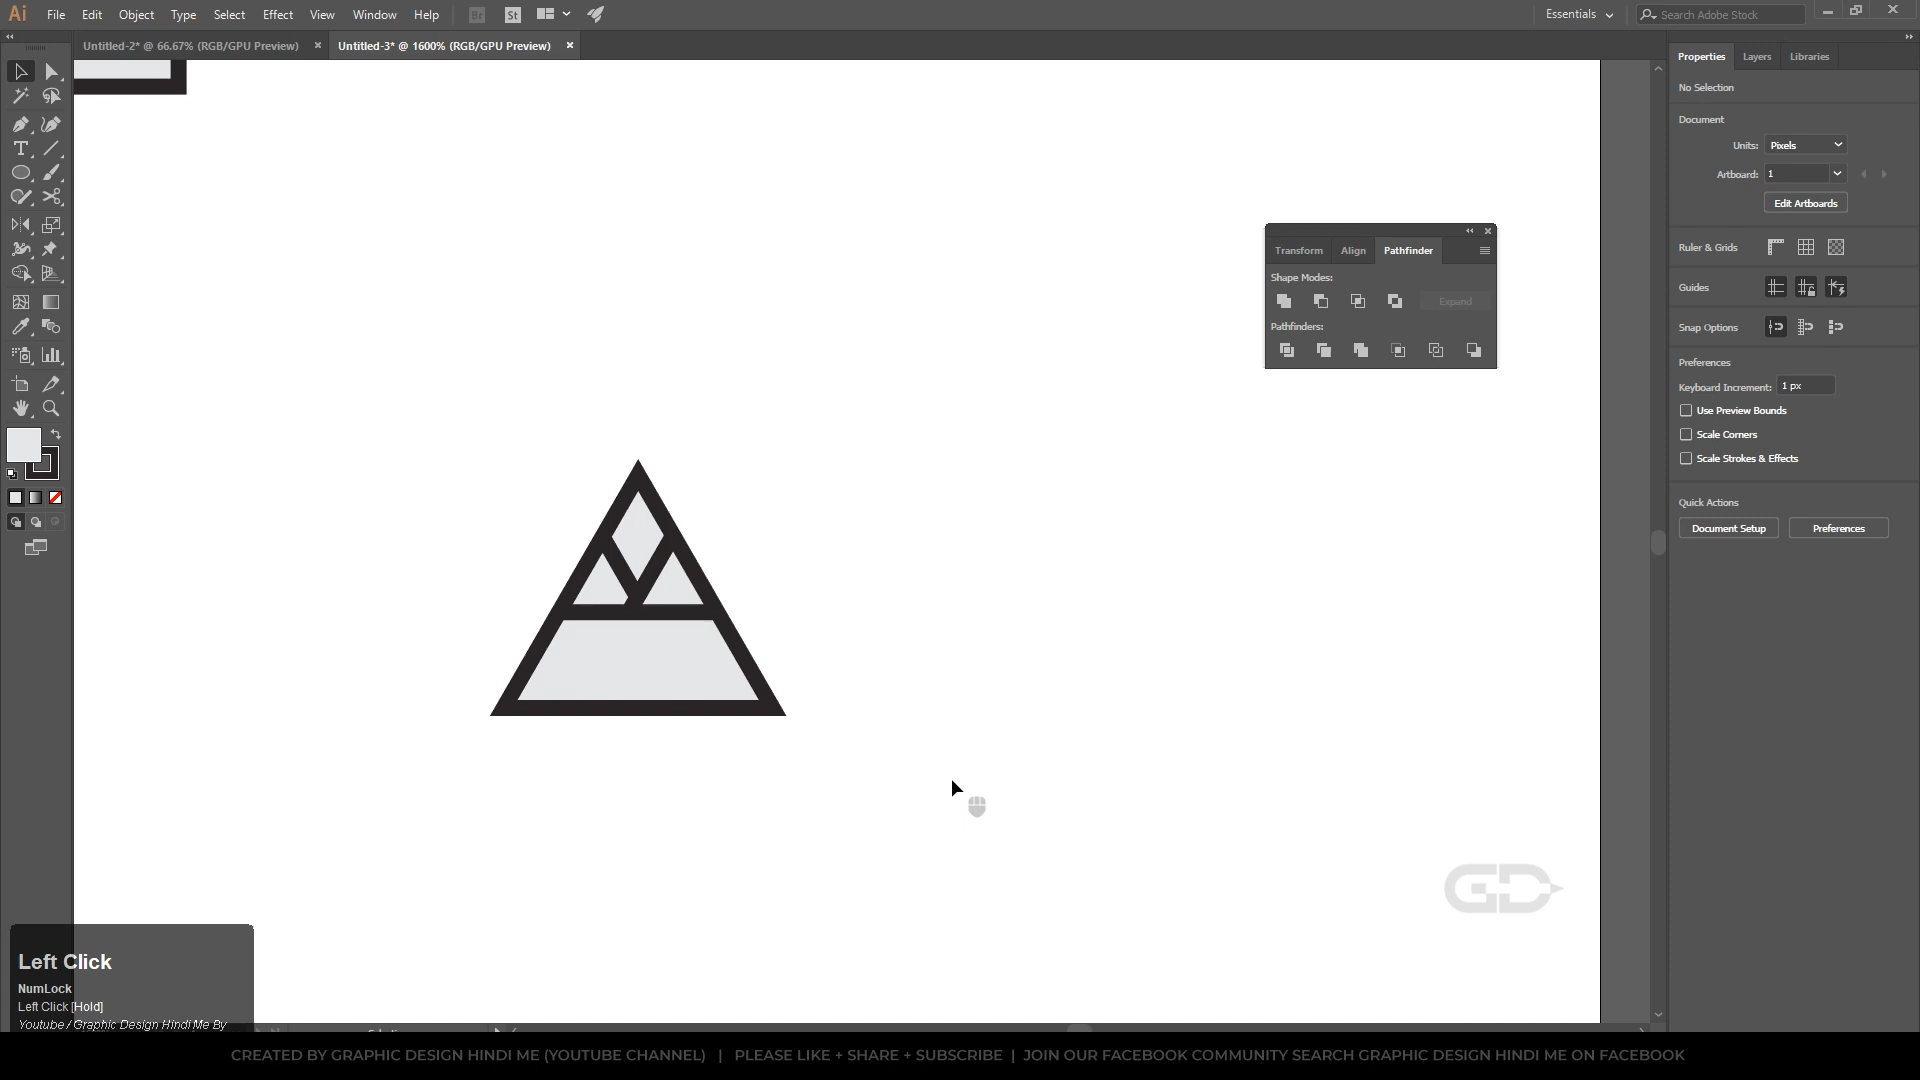 Ai File Edit Object Type Select Effect View Window Help Br St Essentials Search Adobe Stock
Untitled-2* @ 66.67% (RGB/GPU Preview) × Untitled-3* @ 1600% (RGB/GPU Preview) ×
Properties Layers Libraries
No Selection
Document
Units: Pixels
Artboard: 1
Edit Artboards
Ruler & Grids
Guides
Snap Options
Preferences
Keyboard Increment: 1 px
Use Preview Bounds
Scale Corners
Scale Strokes & Effects
Quick Actions
Document Setup Preferences
Transform Align Pathfinder
Shape Modes:
Expand
Pathfinders:
GD
Left Click
NumLock
Left Click [Hold]
Youtube / Graphic Design Hindi Me By
CREATED BY GRAPHIC DESIGN HINDI ME (YOUTUBE CHANNEL) | PLEASE LIKE + SHARE + SUBSCRIBE | JOIN OUR FACEBOOK COMMUNITY SEARCH GRAPHIC DESIGN HINDI ME ON FACEBOOK